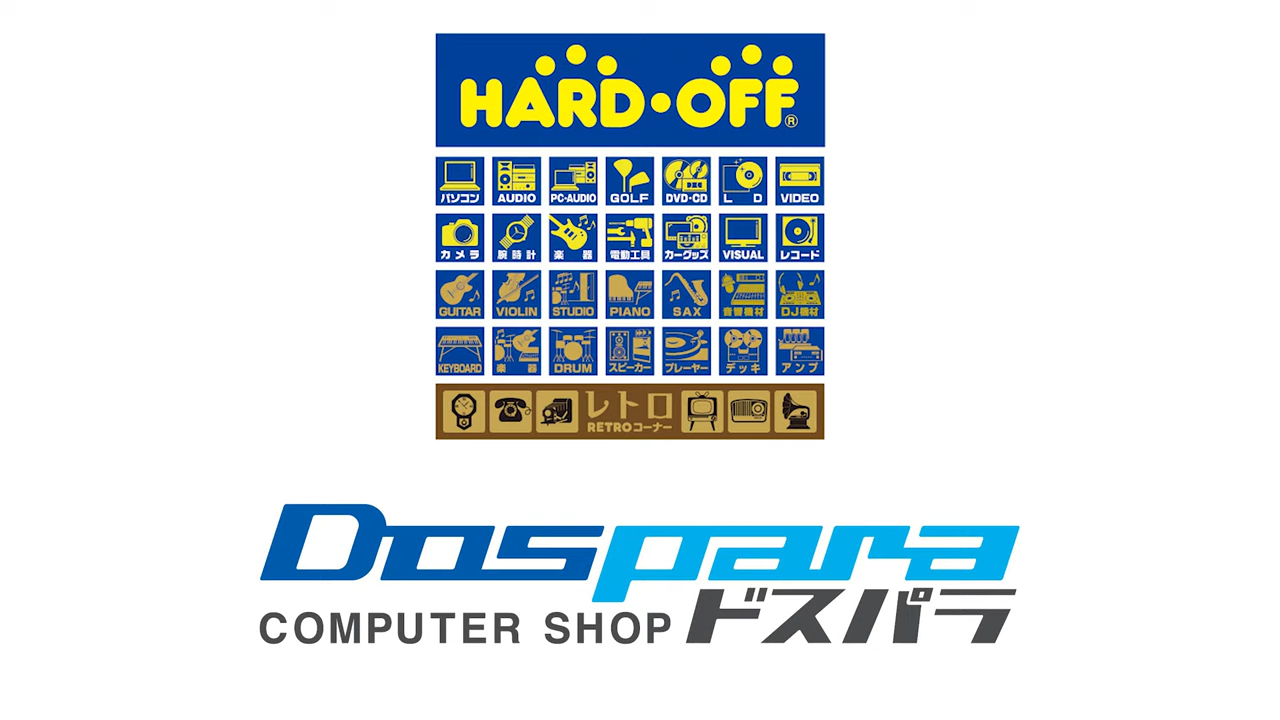 HARD・OFF®
パソコン AUDIO PC-AUDIO GOLF DVD・CD LD VIDEO
カメラ 腕時計 楽器 電動工具 カーグッズ VISUAL レコード
GUITAR VIOLIN STUDIO PIANO SAX 音響機材 DJ機材
KEYBOARD 楽器 DRUM スピーカー プレーヤー デッキ アンプ
レトロ
RETROコーナー
Dospara
COMPUTER SHOP ドスパラ